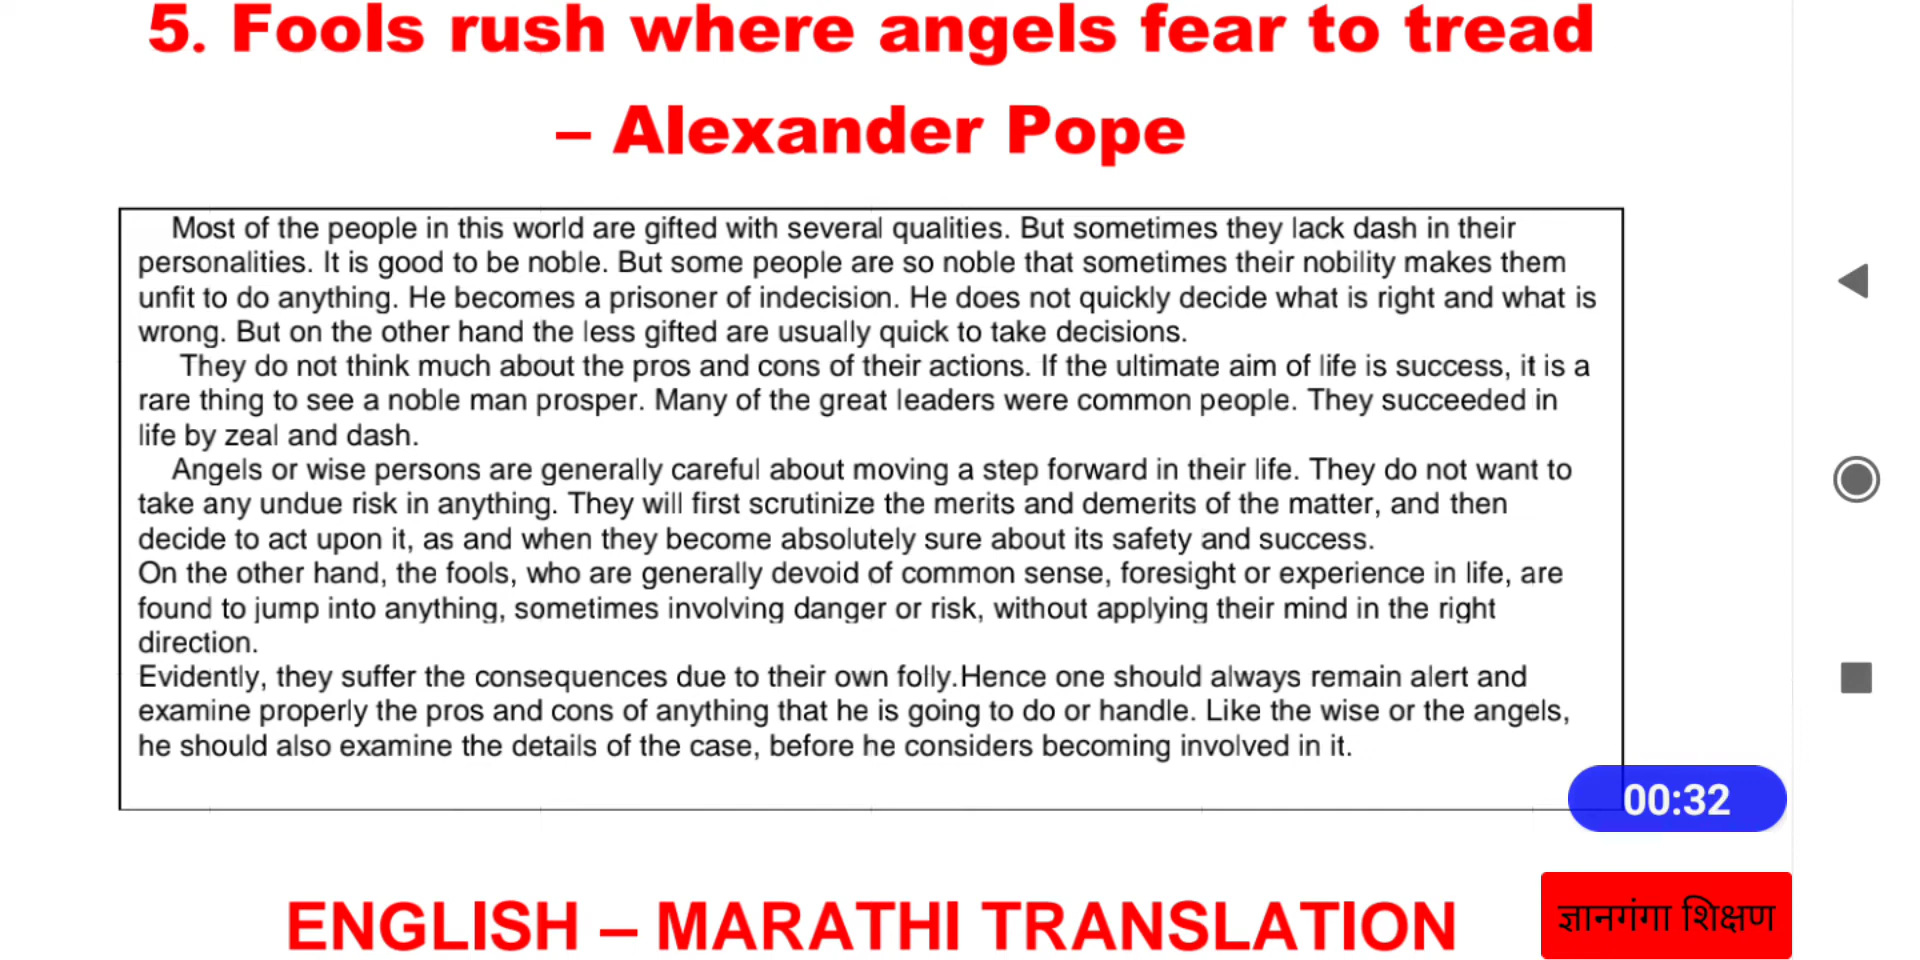 5. Fools rush where angels fear to tread
– Alexander Pope
Most of the people in this world are gifted with several qualities. But sometimes they lack dash in their
personalities. It is good to be noble. But some people are so noble that sometimes their nobility makes them
unfit to do anything. He becomes a prisoner of indecision. He does not quickly decide what is right and what is
wrong. But on the other hand the less gifted are usually quick to take decisions.
They do not think much about the pros and cons of their actions. If the ultimate aim of life is success, it is a
rare thing to see a noble man prosper. Many of the great leaders were common people. They succeeded in
life by zeal and dash.
Angels or wise persons are generally careful about moving a step forward in their life. They do not want to
take any undue risk in anything. They will first scrutinize the merits and demerits of the matter, and then
decide to act upon it, as and when they become absolutely sure about its safety and success.
On the other hand, the fools, who are generally devoid of common sense, foresight or experience in life, are
found to jump into anything, sometimes involving danger or risk, without applying their mind in the right
direction.
Evidently, they suffer the consequences due to their own folly.Hence one should always remain alert and
examine properly the pros and cons of anything that he is going to do or handle. Like the wise or the angels,
he should also examine the details of the case, before he considers becoming involved in it.
00:32
ENGLISH – MARATHI TRANSLATION
ज्ञानगंगा शिक्षण